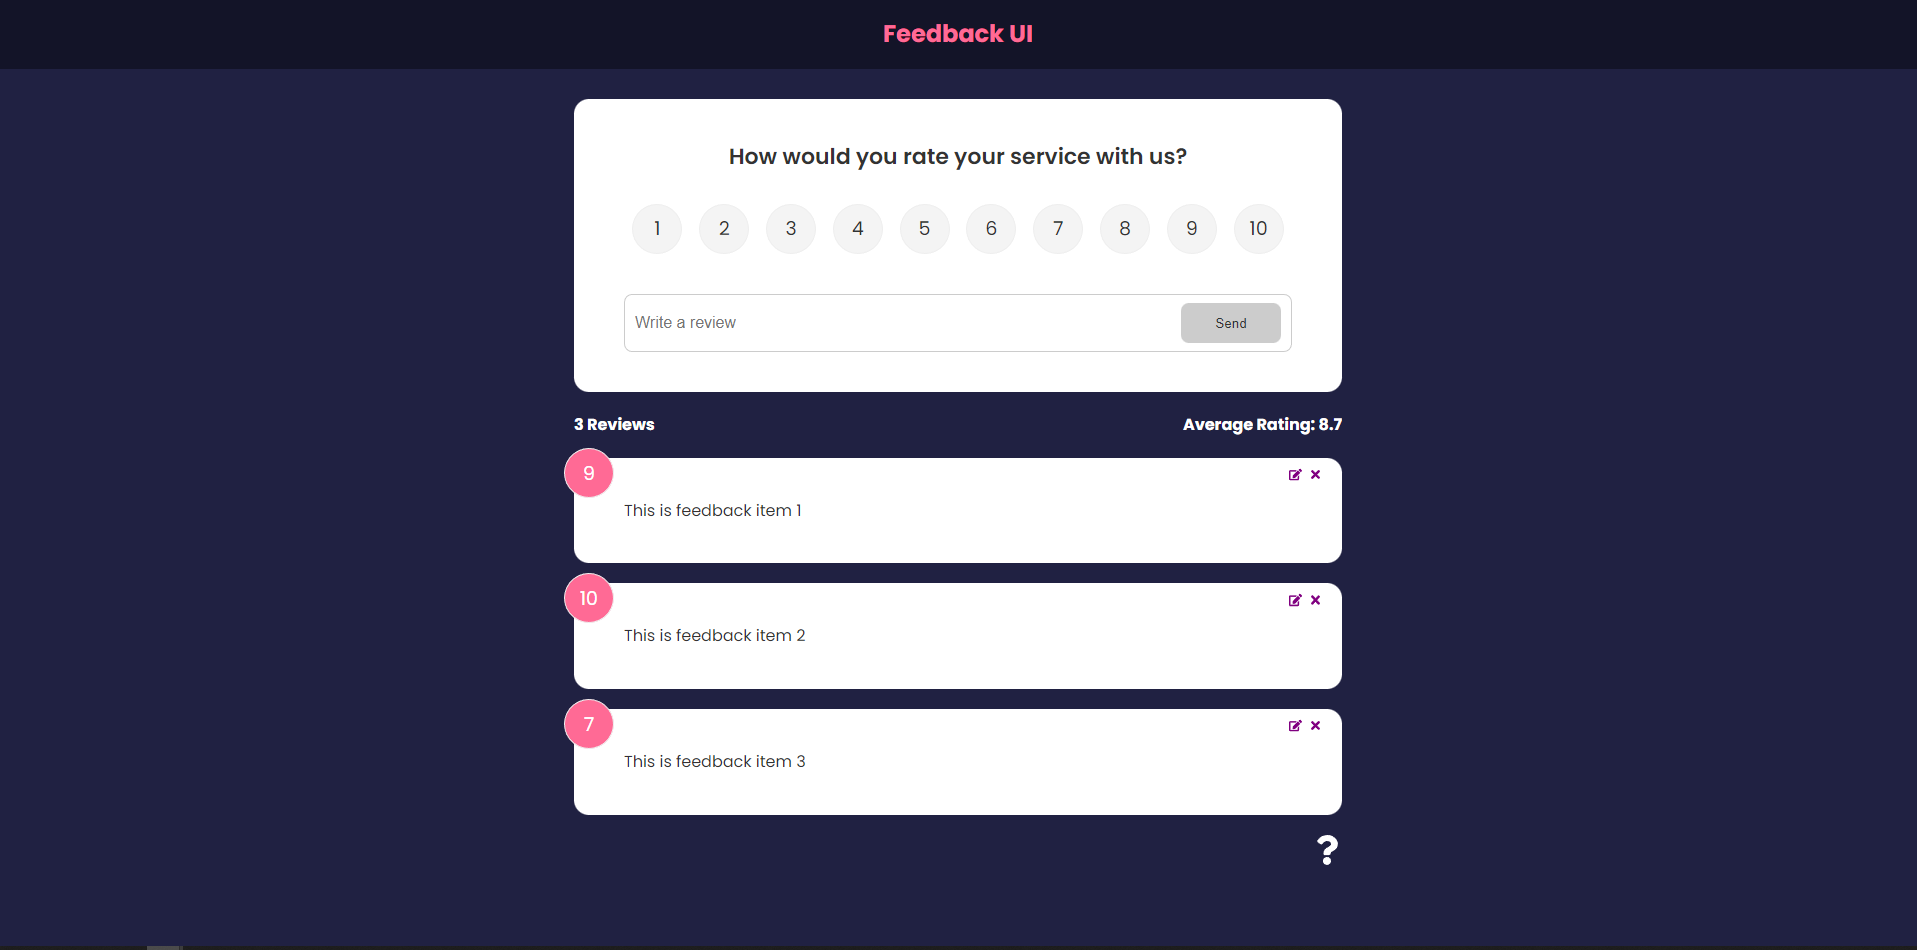 Feedback UI
How would you rate your service with us?
1 2 3 4 5 6 7 8 9 10
Write a review Send
3 Reviews Average Rating: 8.7
9
This is feedback item 1
10
This is feedback item 2
7
This is feedback item 3
?